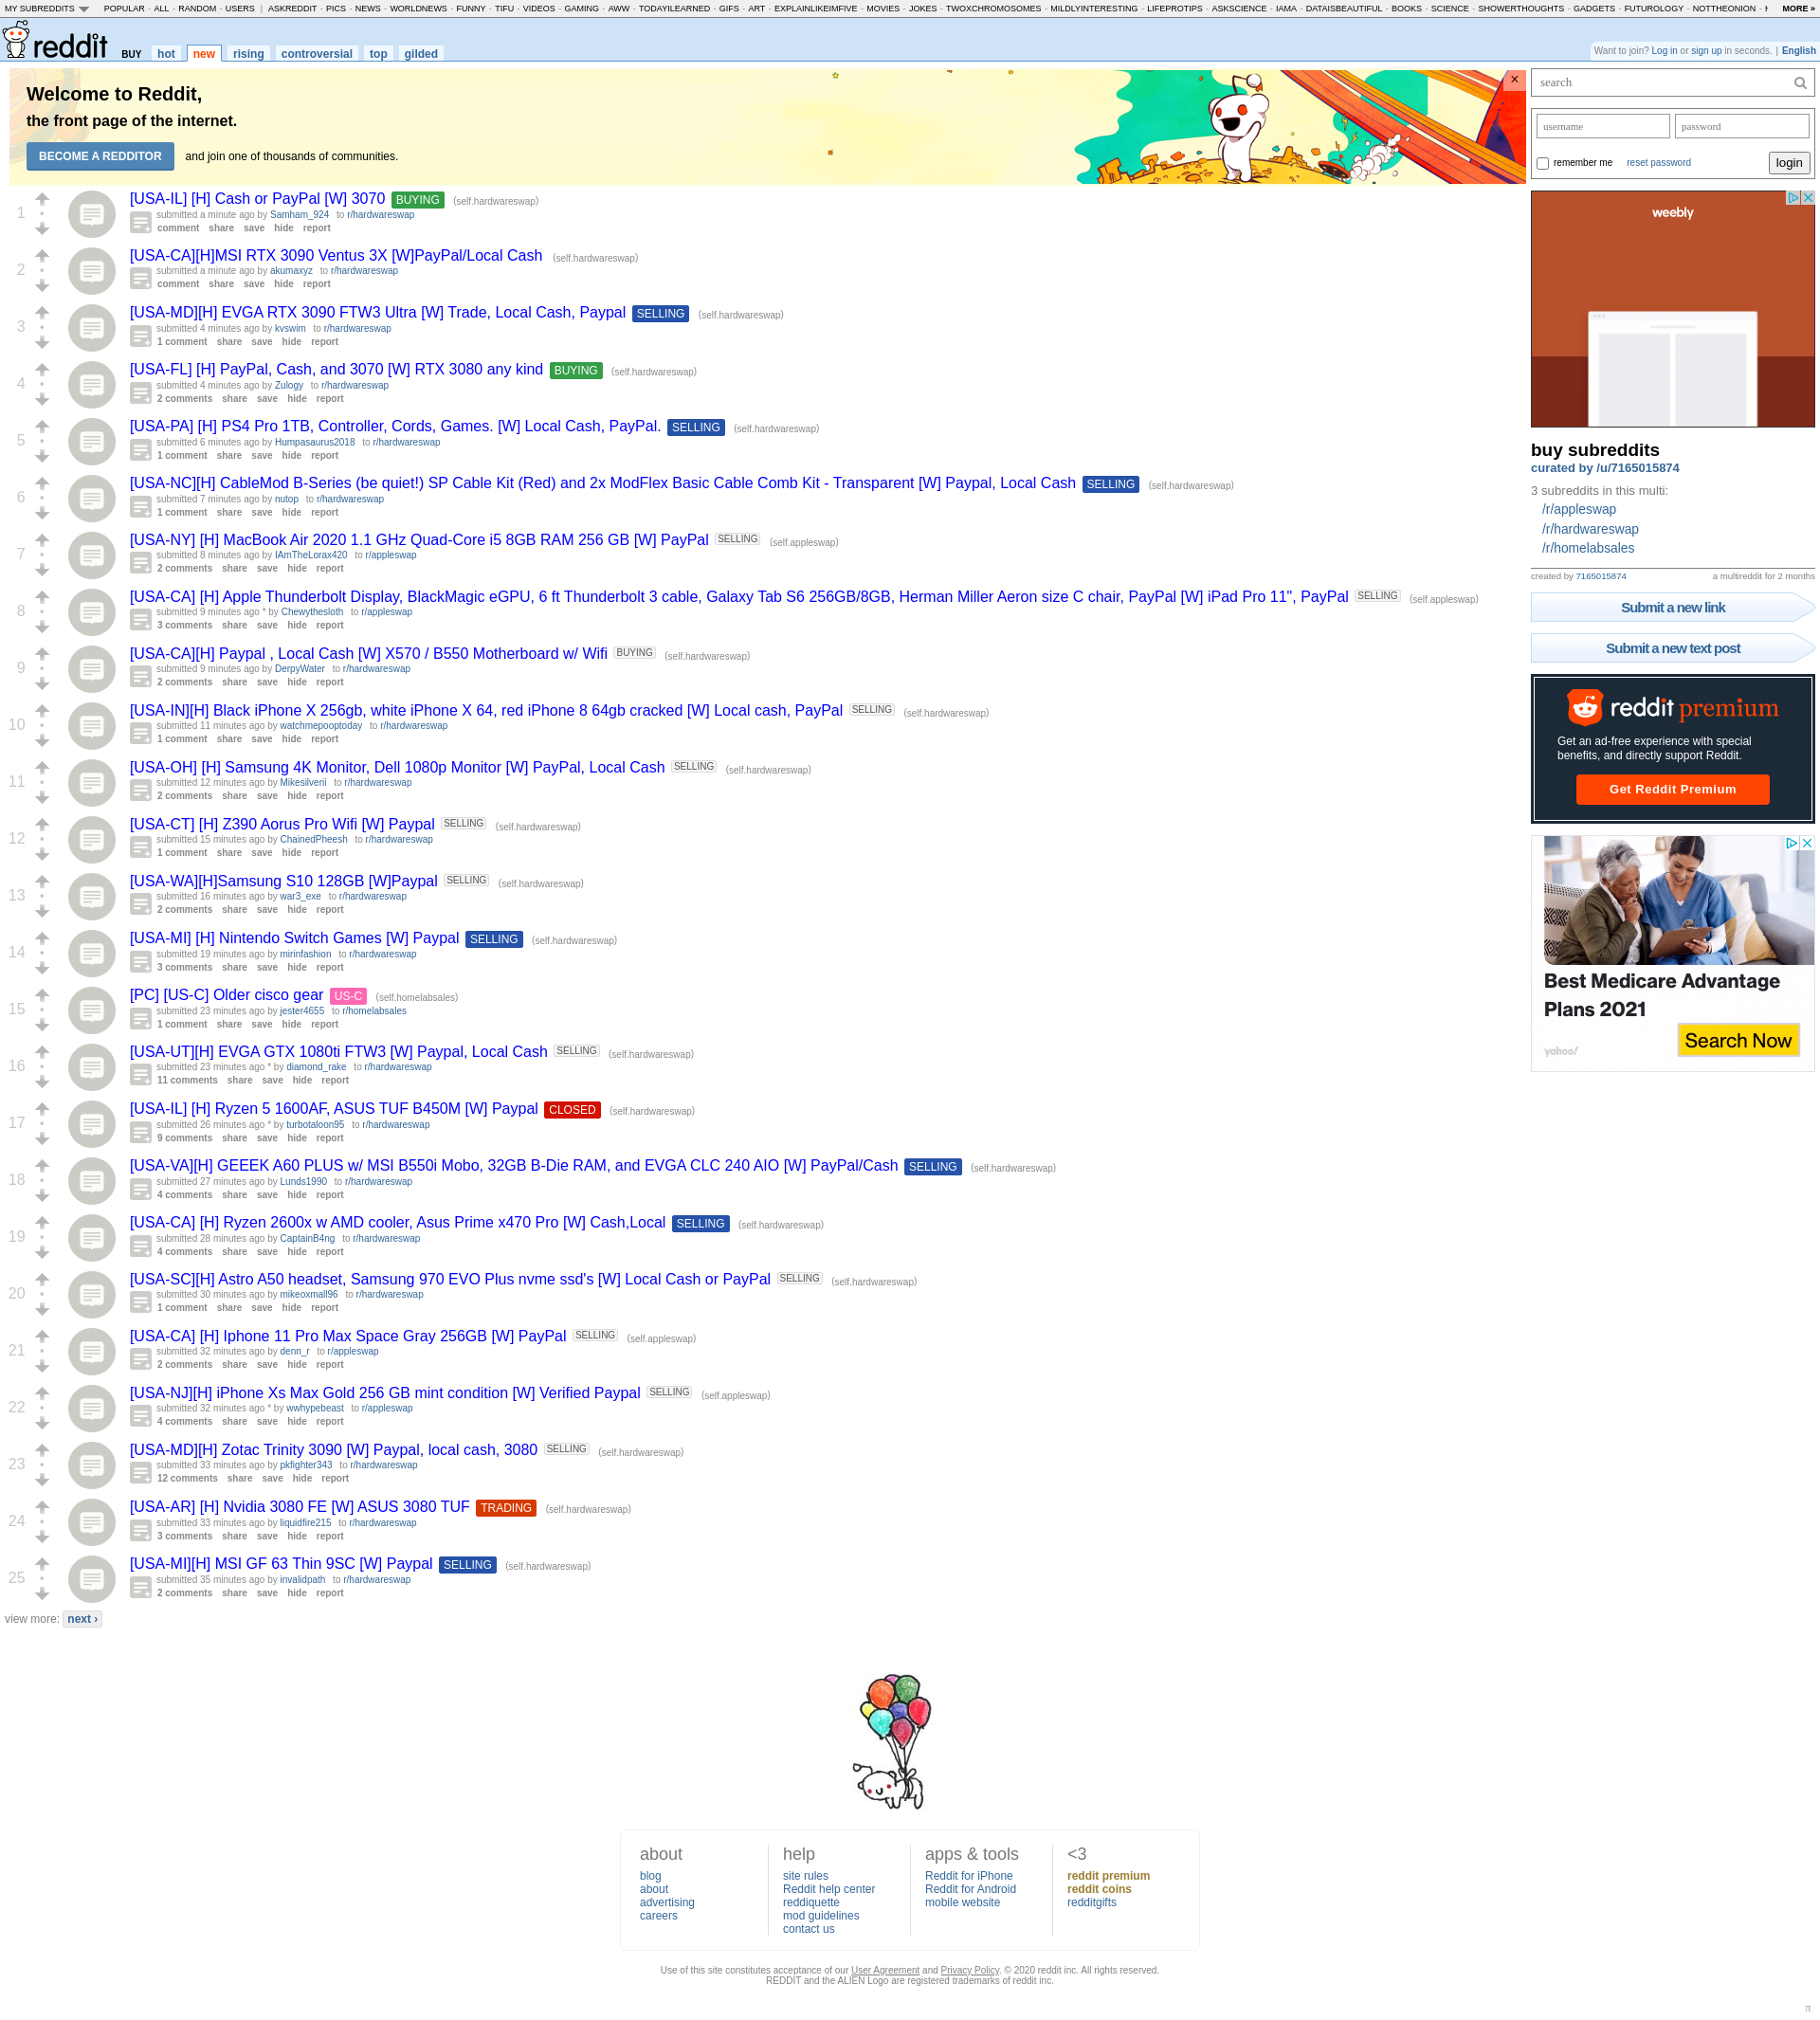 MY SUBREDDITS POPULAR - ALL - RANDOM - USERS | ASKREDDIT - PICS - NEWS - WORLDNEWS - FUNNY - TIFU - VIDEOS - GAMING - AWW - TODAYILEARNED - GIFS - ART - EXPLAINLIKEIMFIVE - MOVIES - JOKES - TWOXCHROMOSOMES - MILDLYINTERESTING - LIFEPROTIPS - ASKSCIENCE - IAMA - DATAISBEAUTIFUL - BOOKS - SCIENCE - SHOWERTHOUGHTS - GADGETS - FUTUROLOGY - NOTTHEONION - MORE »
reddit BUY hot new rising controversial top gilded
Want to join? Log in or sign up in seconds. | English
Welcome to Reddit,
the front page of the internet.
BECOME A REDDITOR and join one of thousands of communities.
×
1
[USA-IL] [H] Cash or PayPal [W] 3070 BUYING (self.hardwareswap)
submitted a minute ago by Samham_924 to r/hardwareswap
comment share save hide report
2
[USA-CA][H]MSI RTX 3090 Ventus 3X [W]PayPal/Local Cash (self.hardwareswap)
submitted a minute ago by akumaxyz to r/hardwareswap
comment share save hide report
3
[USA-MD][H] EVGA RTX 3090 FTW3 Ultra [W] Trade, Local Cash, Paypal SELLING (self.hardwareswap)
submitted 4 minutes ago by kvswim to r/hardwareswap
1 comment share save hide report
4
[USA-FL] [H] PayPal, Cash, and 3070 [W] RTX 3080 any kind BUYING (self.hardwareswap)
submitted 4 minutes ago by Zulogy to r/hardwareswap
2 comments share save hide report
5
[USA-PA] [H] PS4 Pro 1TB, Controller, Cords, Games. [W] Local Cash, PayPal. SELLING (self.hardwareswap)
submitted 6 minutes ago by Humpasaurus2018 to r/hardwareswap
1 comment share save hide report
6
[USA-NC][H] CableMod B-Series (be quiet!) SP Cable Kit (Red) and 2x ModFlex Basic Cable Comb Kit - Transparent [W] Paypal, Local Cash SELLING (self.hardwareswap)
submitted 7 minutes ago by nutop to r/hardwareswap
1 comment share save hide report
7
[USA-NY] [H] MacBook Air 2020 1.1 GHz Quad-Core i5 8GB RAM 256 GB [W] PayPal SELLING (self.appleswap)
submitted 8 minutes ago by IAmTheLorax420 to r/appleswap
2 comments share save hide report
8
[USA-CA] [H] Apple Thunderbolt Display, BlackMagic eGPU, 6 ft Thunderbolt 3 cable, Galaxy Tab S6 256GB/8GB, Herman Miller Aeron size C chair, PayPal [W] iPad Pro 11", PayPal SELLING (self.appleswap)
submitted 9 minutes ago * by Chewythesloth to r/appleswap
3 comments share save hide report
9
[USA-CA][H] Paypal , Local Cash [W] X570 / B550 Motherboard w/ Wifi BUYING (self.hardwareswap)
submitted 9 minutes ago by DerpyWater to r/hardwareswap
2 comments share save hide report
10
[USA-IN][H] Black iPhone X 256gb, white iPhone X 64, red iPhone 8 64gb cracked [W] Local cash, PayPal SELLING (self.hardwareswap)
submitted 11 minutes ago by watchmepooptoday to r/hardwareswap
1 comment share save hide report
11
[USA-OH] [H] Samsung 4K Monitor, Dell 1080p Monitor [W] PayPal, Local Cash SELLING (self.hardwareswap)
submitted 12 minutes ago by Mikesilverii to r/hardwareswap
2 comments share save hide report
12
[USA-CT] [H] Z390 Aorus Pro Wifi [W] Paypal SELLING (self.hardwareswap)
submitted 15 minutes ago by ChainedPheesh to r/hardwareswap
1 comment share save hide report
13
[USA-WA][H]Samsung S10 128GB [W]Paypal SELLING (self.hardwareswap)
submitted 16 minutes ago by war3_exe to r/hardwareswap
2 comments share save hide report
14
[USA-MI] [H] Nintendo Switch Games [W] Paypal SELLING (self.hardwareswap)
submitted 19 minutes ago by mirinfashion to r/hardwareswap
3 comments share save hide report
15
[PC] [US-C] Older cisco gear US-C (self.homelabsales)
submitted 23 minutes ago by jester4655 to r/homelabsales
1 comment share save hide report
16
[USA-UT][H] EVGA GTX 1080ti FTW3 [W] Paypal, Local Cash SELLING (self.hardwareswap)
submitted 23 minutes ago * by diamond_rake to r/hardwareswap
11 comments share save hide report
17
[USA-IL] [H] Ryzen 5 1600AF, ASUS TUF B450M [W] Paypal CLOSED (self.hardwareswap)
submitted 26 minutes ago * by turbotaloon95 to r/hardwareswap
9 comments share save hide report
18
[USA-VA][H] GEEEK A60 PLUS w/ MSI B550i Mobo, 32GB B-Die RAM, and EVGA CLC 240 AIO [W] PayPal/Cash SELLING (self.hardwareswap)
submitted 27 minutes ago by Lunds1990 to r/hardwareswap
4 comments share save hide report
19
[USA-CA] [H] Ryzen 2600x w AMD cooler, Asus Prime x470 Pro [W] Cash,Local SELLING (self.hardwareswap)
submitted 28 minutes ago by CaptainB4ng to r/hardwareswap
4 comments share save hide report
20
[USA-SC][H] Astro A50 headset, Samsung 970 EVO Plus nvme ssd's [W] Local Cash or PayPal SELLING (self.hardwareswap)
submitted 30 minutes ago by mikeoxmall96 to r/hardwareswap
1 comment share save hide report
21
[USA-CA] [H] Iphone 11 Pro Max Space Gray 256GB [W] PayPal SELLING (self.appleswap)
submitted 32 minutes ago by denn_r to r/appleswap
2 comments share save hide report
22
[USA-NJ][H] iPhone Xs Max Gold 256 GB mint condition [W] Verified Paypal SELLING (self.appleswap)
submitted 32 minutes ago * by wwhypebeast to r/appleswap
4 comments share save hide report
23
[USA-MD][H] Zotac Trinity 3090 [W] Paypal, local cash, 3080 SELLING (self.hardwareswap)
submitted 33 minutes ago by pkfighter343 to r/hardwareswap
12 comments share save hide report
24
[USA-AR] [H] Nvidia 3080 FE [W] ASUS 3080 TUF TRADING (self.hardwareswap)
submitted 33 minutes ago by liquidfire215 to r/hardwareswap
3 comments share save hide report
25
[USA-MI][H] MSI GF 63 Thin 9SC [W] Paypal SELLING (self.hardwareswap)
submitted 35 minutes ago by invalidpath to r/hardwareswap
2 comments share save hide report
view more: next ›
search
username password
remember me reset password login
weebly
buy subreddits
curated by /u/7165015874
3 subreddits in this multi:
/r/appleswap
/r/hardwareswap
/r/homelabsales
created by 7165015874 a multireddit for 2 months
Submit a new link
Submit a new text post
reddit premium
Get an ad-free experience with special
benefits, and directly support Reddit.
Get Reddit Premium
Best Medicare Advantage
Plans 2021
yahoo!
Search Now
about
blog
about
advertising
careers
help
site rules
Reddit help center
reddiquette
mod guidelines
contact us
apps & tools
Reddit for iPhone
Reddit for Android
mobile website
<3
reddit premium
reddit coins
redditgifts
Use of this site constitutes acceptance of our User Agreement and Privacy Policy. © 2020 reddit inc. All rights reserved.
REDDIT and the ALIEN Logo are registered trademarks of reddit inc.
π